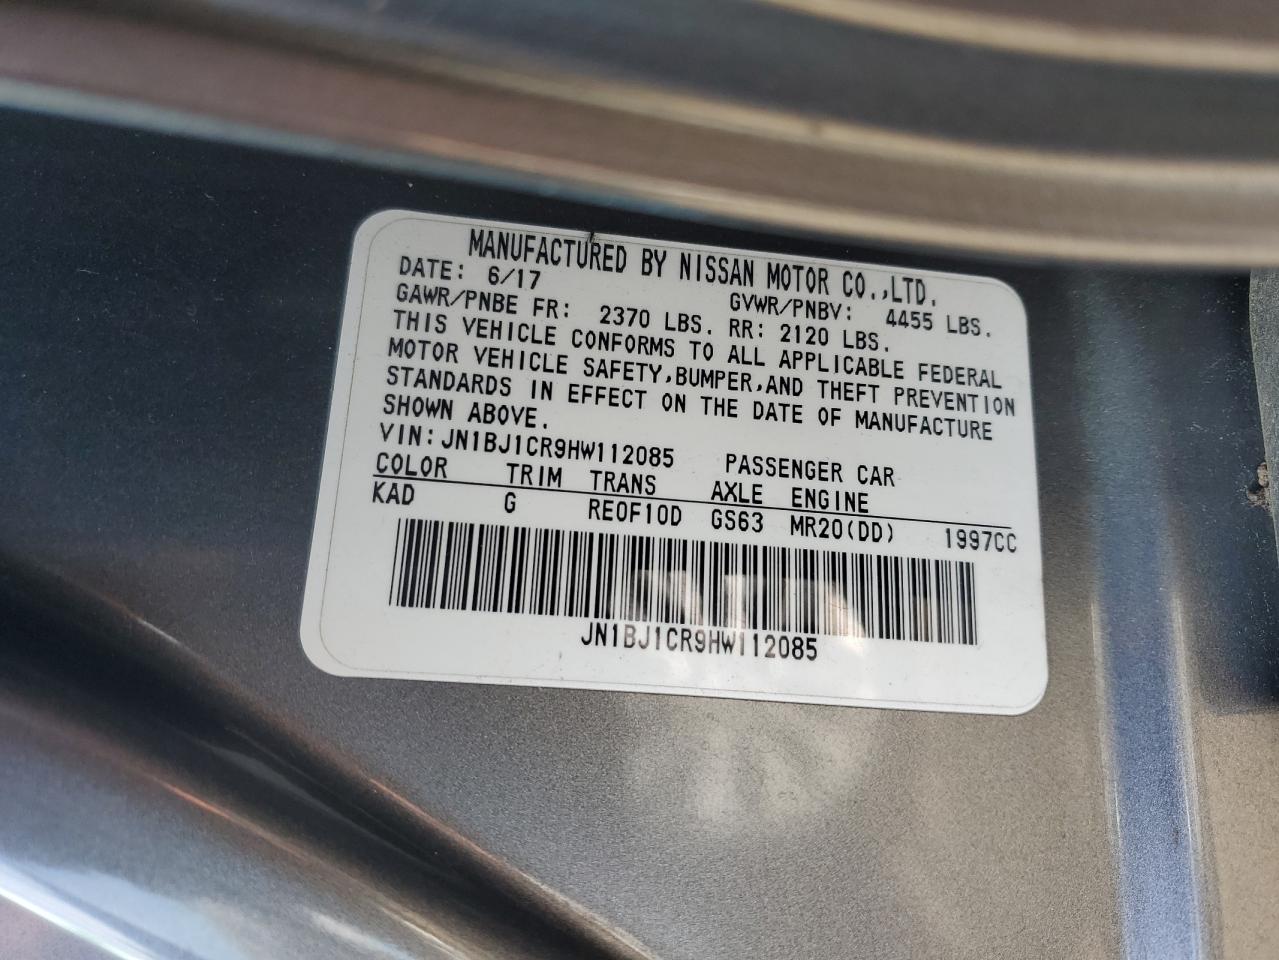 MANUFACTURED BY NISSAN MOTOR CO.,LTD.
DATE: 6/17 GVWR/PNBV: 4455 LBS.
GAWR/PNBE FR: 2370 LBS. RR: 2120 LBS.
THIS VEHICLE CONFORMS TO ALL APPLICABLE FEDERAL
MOTOR VEHICLE SAFETY,BUMPER,AND THEFT PREVENTION
STANDARDS IN EFFECT ON THE DATE OF MANUFACTURE
SHOWN ABOVE.
VIN:JN1BJ1CR9HW112085 PASSENGER CAR
COLOR TRIM TRANS AXLE ENGINE
KAD G RE0F10D GS63 MR20(DD) 1997CC
JN1BJ1CR9HW112085